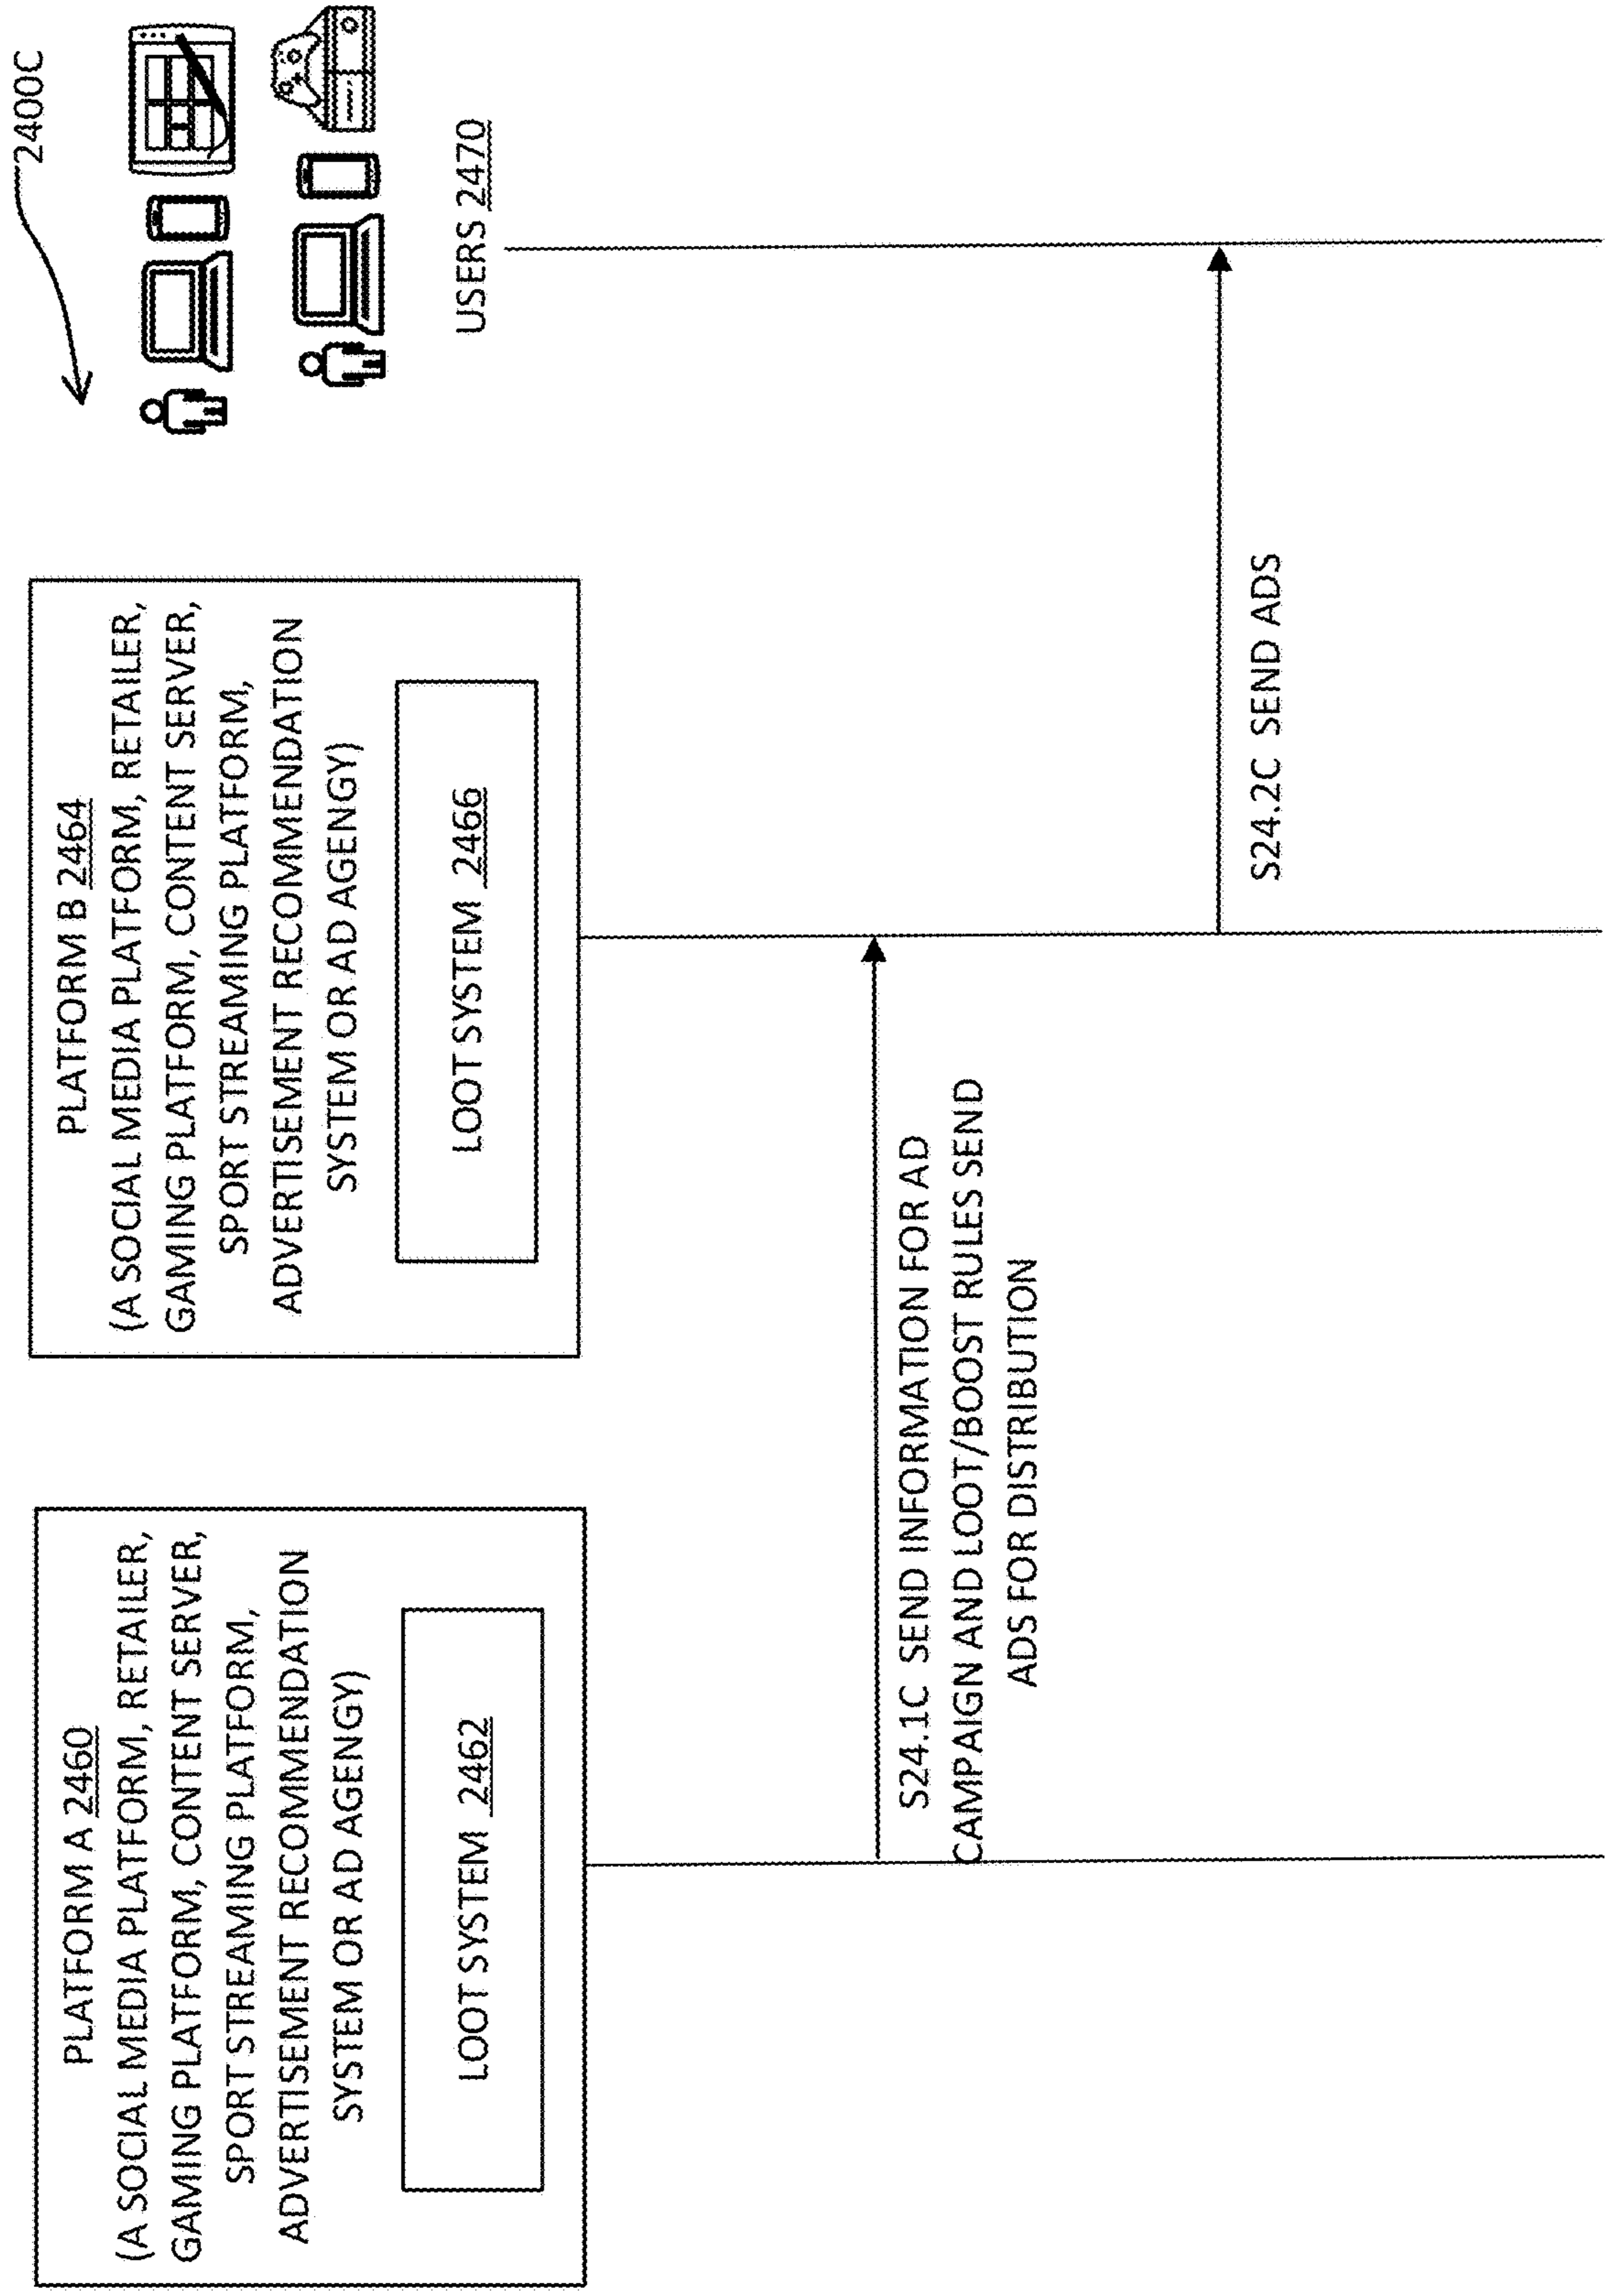 2400C
PLATFORM A 2460
(A SOCIAL MEDIA PLATFORM, RETAILER,
GAMING PLATFORM, CONTENT SERVER,
SPORT STREAMING PLATFORM,
ADVERTISEMENT RECOMMENDATION
SYSTEM OR AD AGENGY)
LOOT SYSTEM 2462
PLATFORM B 2464
(A SOCIAL MEDIA PLATFORM, RETAILER,
GAMING PLATFORM, CONTENT SERVER,
SPORT STREAMING PLATFORM,
ADVERTISEMENT RECOMMENDATION
SYSTEM OR AD AGENGY)
LOOT SYSTEM 2466
USERS 2470
S24.1C SEND INFORMATION FOR AD
CAMPAIGN AND LOOT/BOOST RULES SEND
ADS FOR DISTRIBUTION
S24.2C SEND ADS